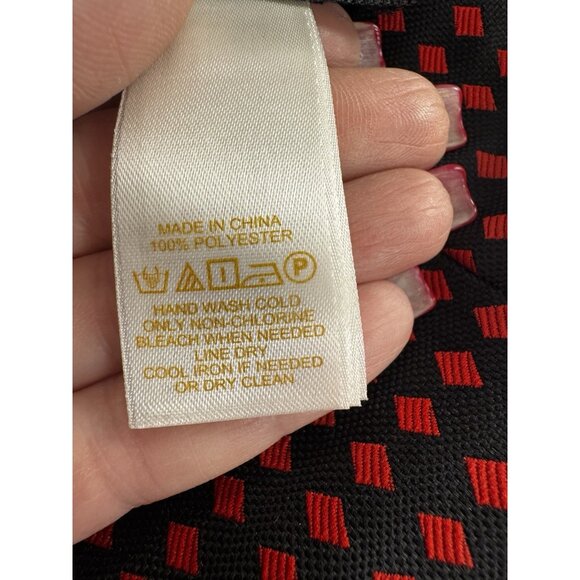 MADE IN CHINA
100% POLYESTER
P
HAND WASH COLD
ONLY NON-CHLORINE
BLEACH WHEN NEEDED
LINE DRY
COOL IRON IF NEEDED
OR DRY CLEAN